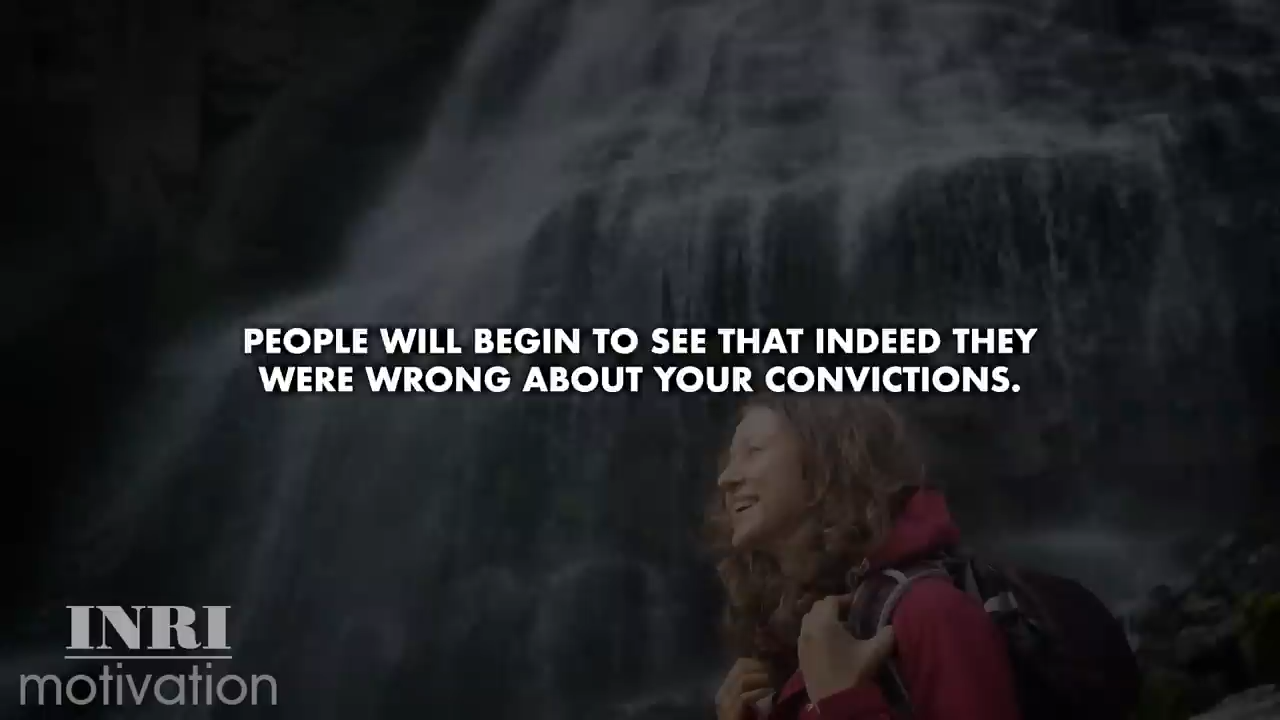 PEOPLE WILL BEGIN TO SEE THAT INDEED THEY
WERE WRONG ABOUT YOUR CONVICTIONS.
INRI
motivation